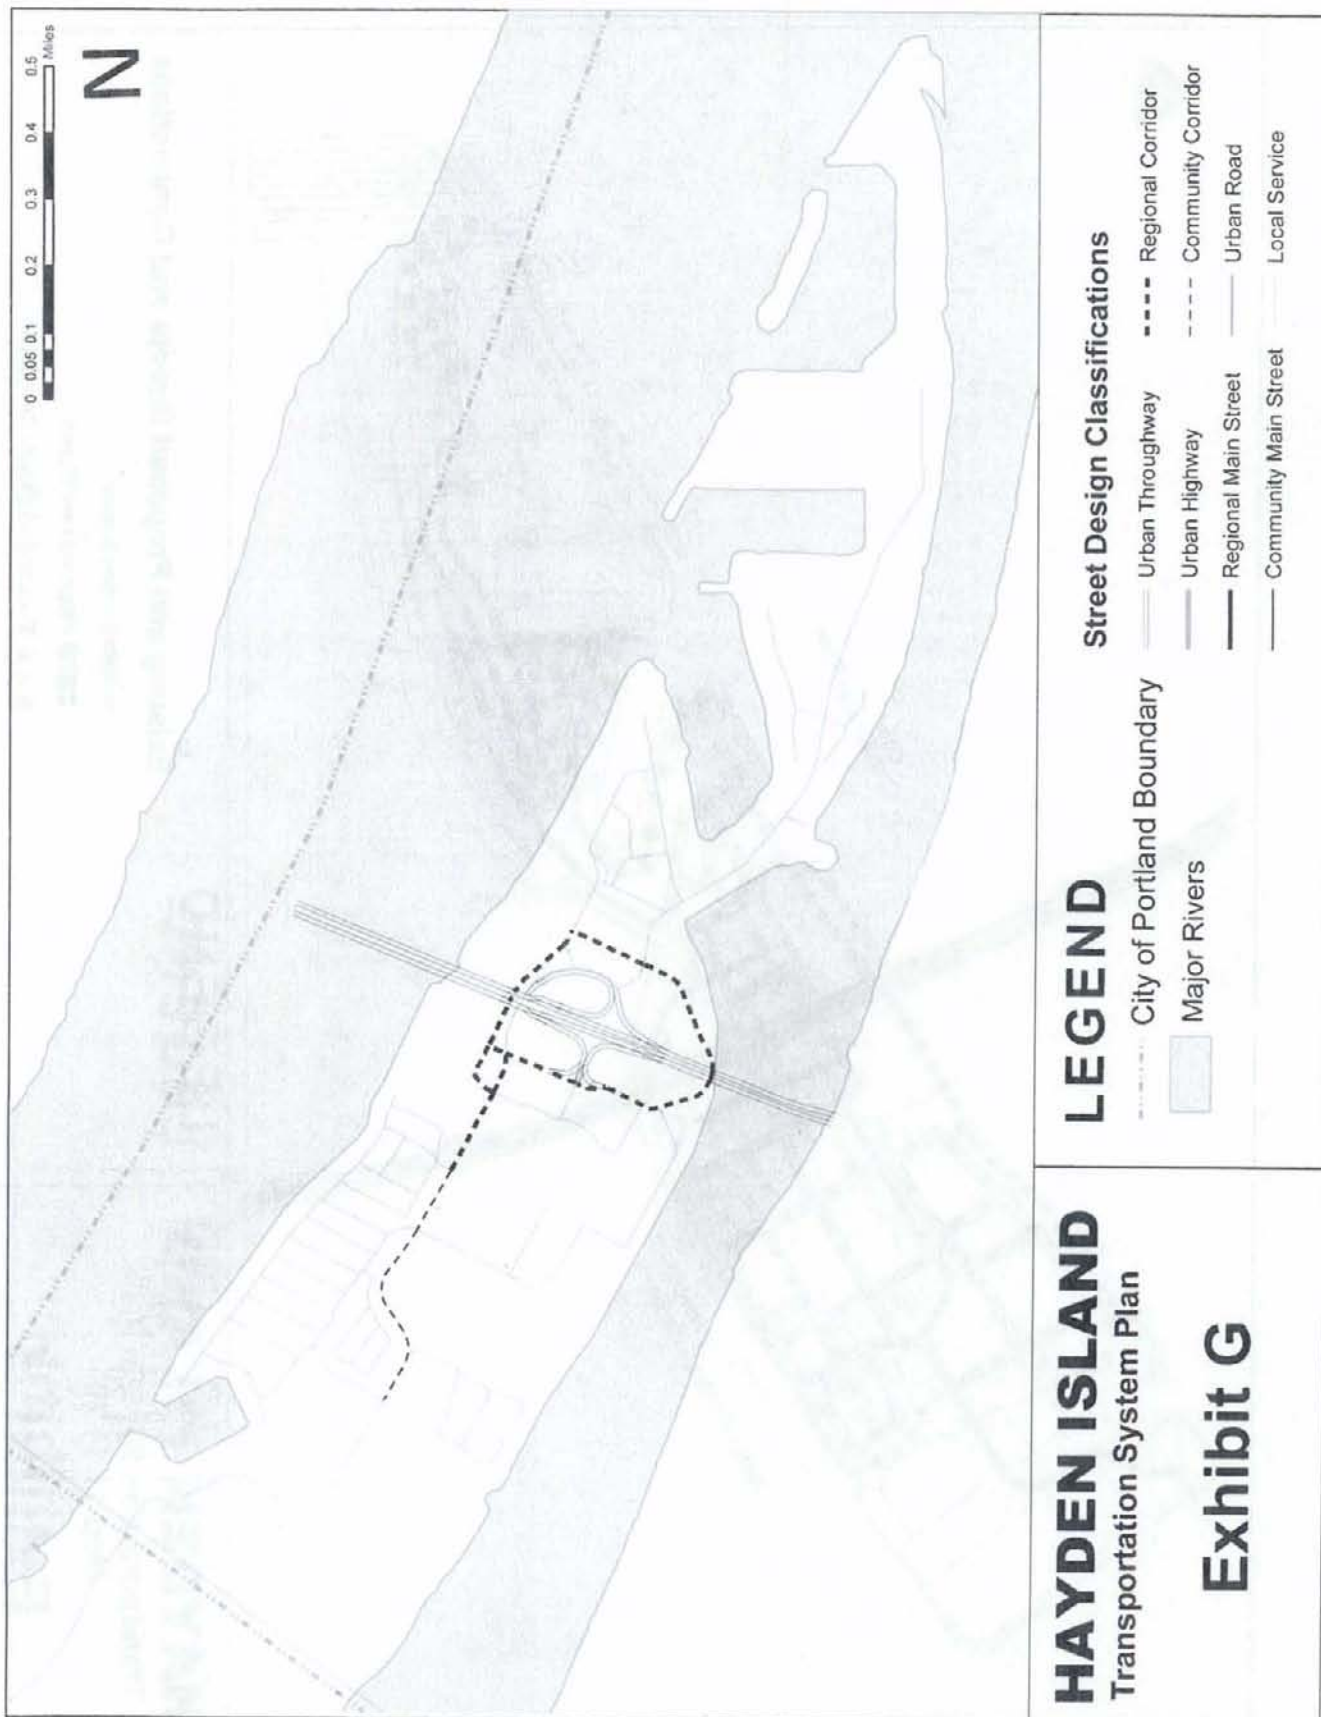 0 0.05 0.1 0.2 0.3 0.4 0.5
Miles
N
HAYDEN ISLAND
Transportation System Plan
Exhibit G
LEGEND
City of Portland Boundary
Major Rivers
Street Design Classifications
Urban Throughway
Urban Highway
Regional Main Street
Community Main Street
Regional Corridor
Community Corridor
Urban Road
Local Service